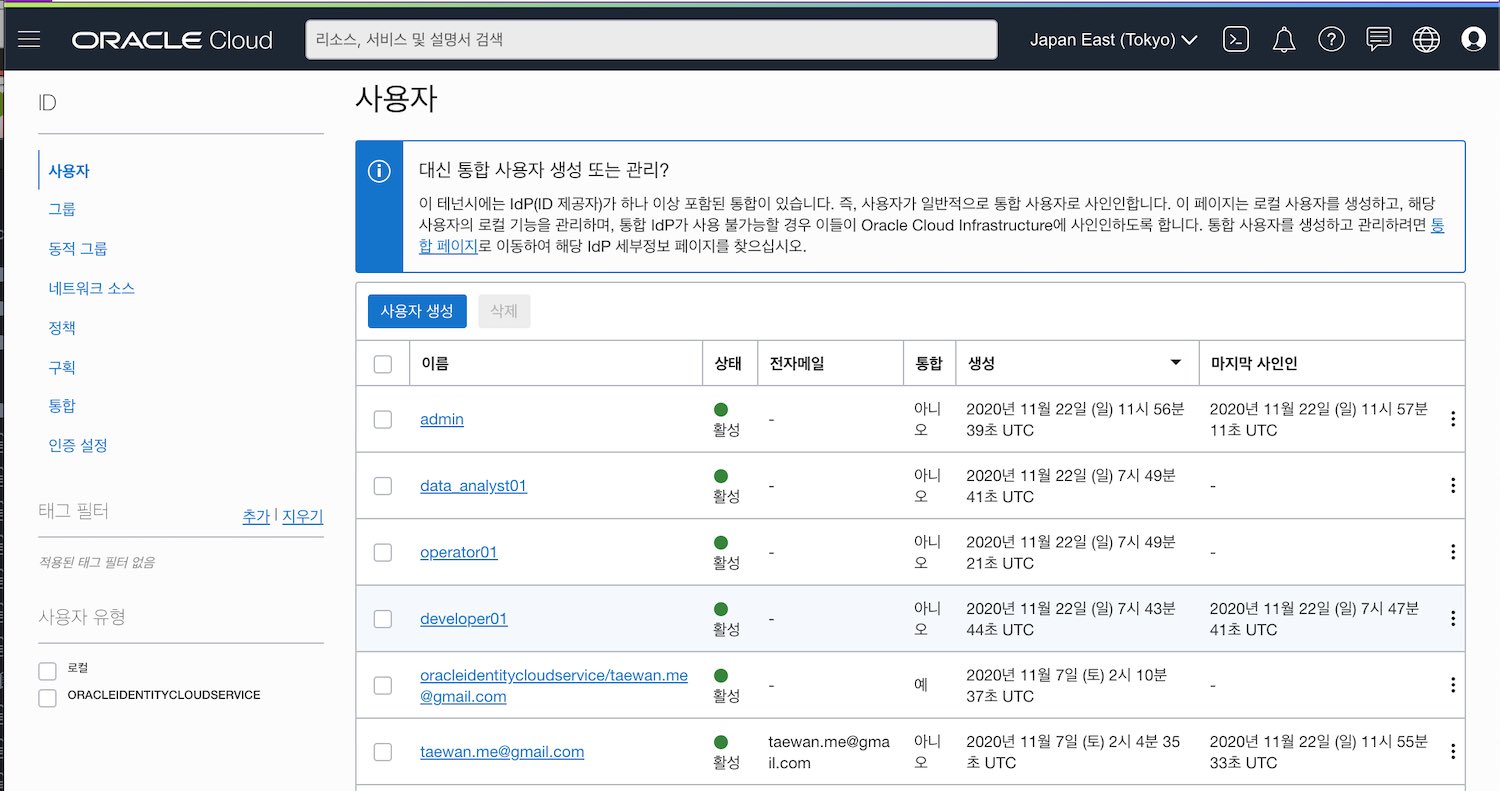 ORACLE Cloud
리소스, 서비스 및 설명서 검색
Japan East (Tokyo)
ID
사용자
그룹
동적 그룹
네트워크 소스
정책
구획
통합
인증 설정
태그 필터
추가 | 지우기
적용된 태그 필터 없음
사용자 유형
로컬
ORACLEIDENTITYCLOUDSERVICE
사용자
대신 통합 사용자 생성 또는 관리?
이 테넌시에는 IdP(ID 제공자)가 하나 이상 포함된 통합이 있습니다. 즉, 사용자가 일반적으로 통합 사용자로 사인인합니다. 이 페이지는 로컬 사용자를 생성하고, 해당
사용자의 로컬 기능을 관리하며, 통합 IdP가 사용 불가능할 경우 이들이 Oracle Cloud Infrastructure에 사인인하도록 합니다. 통합 사용자를 생성하고 관리하려면 통
합 페이지로 이동하여 해당 IdP 세부정보 페이지를 찾으십시오.
사용자 생성 삭제
이름 상태 전자메일 통합 생성 마지막 사인인
admin 활성 - 아니오 2020년 11월 22일 (일) 11시 56분 39초 UTC 2020년 11월 22일 (일) 11시 57분 11초 UTC
data_analyst01 활성 - 아니오 2020년 11월 22일 (일) 7시 49분 41초 UTC -
operator01 활성 - 아니오 2020년 11월 22일 (일) 7시 49분 21초 UTC -
developer01 활성 - 아니오 2020년 11월 22일 (일) 7시 43분 44초 UTC 2020년 11월 22일 (일) 7시 47분 41초 UTC
oracleidentitycloudservice/taewan.me@gmail.com 활성 - 예 2020년 11월 7일 (토) 2시 10분 37초 UTC -
taewan.me@gmail.com 활성 taewan.me@gmail.com 아니오 2020년 11월 7일 (토) 2시 4분 35초 UTC 2020년 11월 22일 (일) 11시 55분 33초 UTC